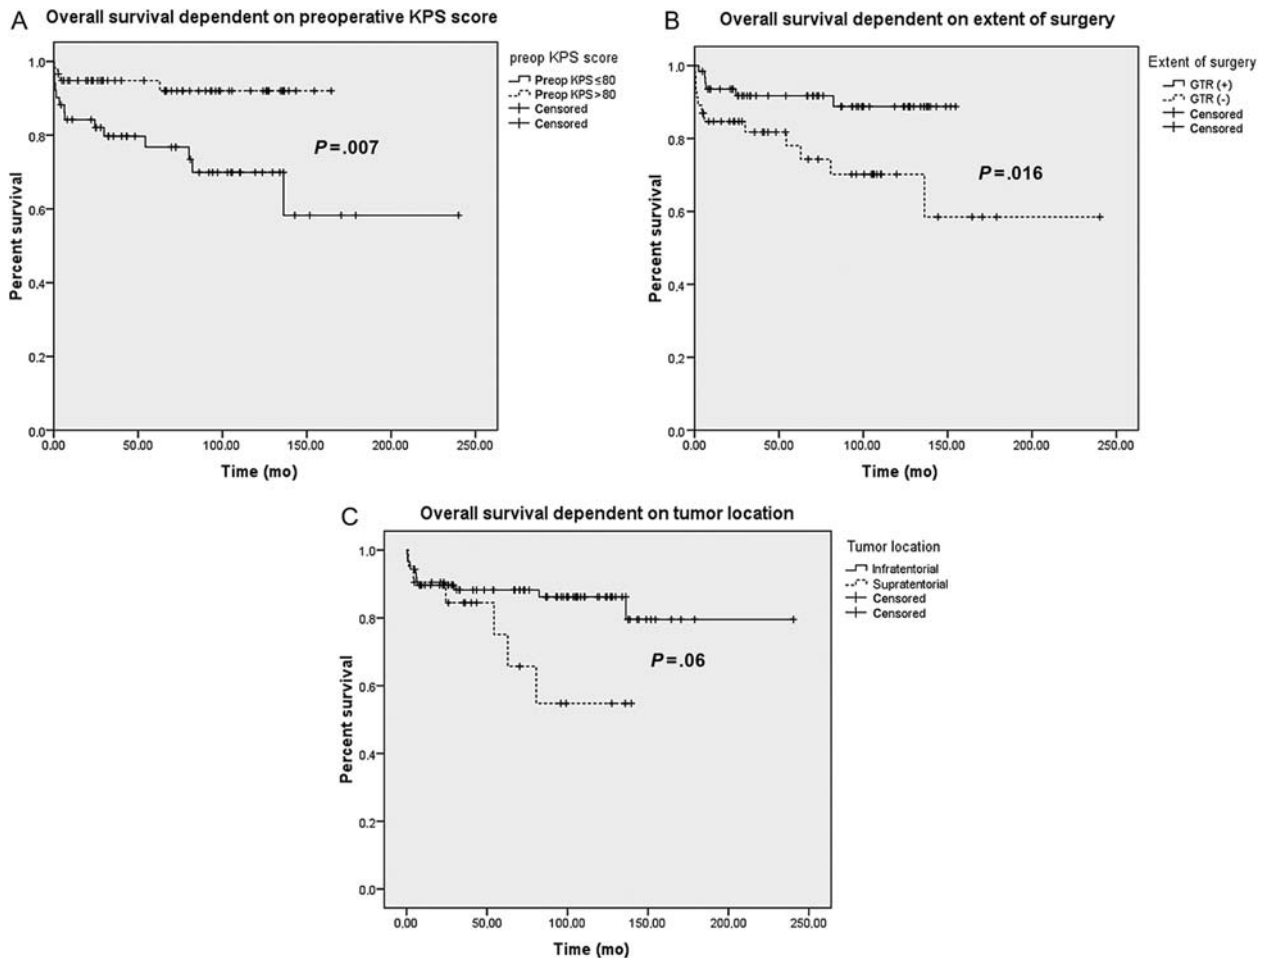 A Overall survival dependent on preoperative KPS score
preop KPS score
Preop KPS ≤80
Preop KPS >80
Censored
Censored
P=.007
1.0
0.8
0.6
0.4
0.2
0.0
0.00 50.00 100.00 150.00 200.00 250.00
Percent survival
Time (mo)
B Overall survival dependent on extent of surgery
Extent of surgery
GTR (+)
GTR (-)
Censored
Censored
P=.016
1.0
0.8
0.6
0.4
0.2
0.0
0.00 50.00 100.00 150.00 200.00 250.00
Percent survival
Time (mo)
C Overall survival dependent on tumor location
Tumor location
Infratentorial
Supratentorial
Censored
Censored
P=.06
1.0
0.8
0.6
0.4
0.2
0.0
0.00 50.00 100.00 150.00 200.00 250.00
Percent survival
Time (mo)